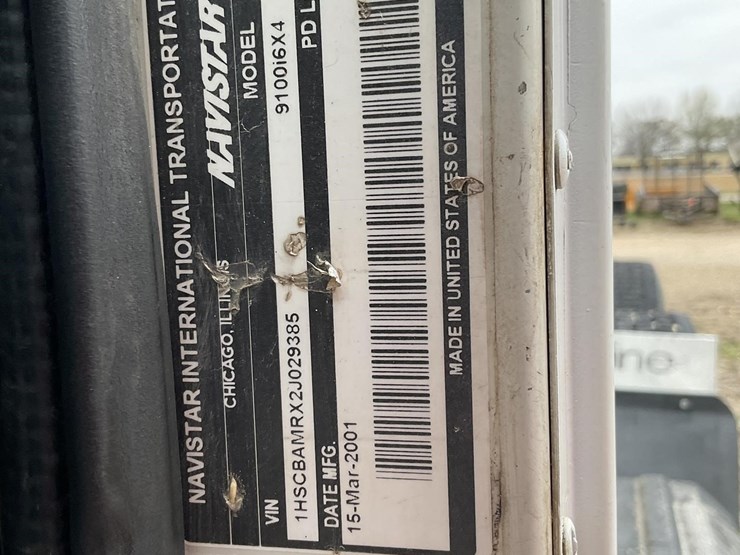 NAVISTAR INTERNATIONAL TRANSPORTAT
CHICAGO, ILLINOIS
NAVISTAR
VIN
MODEL
1HSCBAMRX2J029385
9100i6X4
DATE MFG.
PD L
15-Mar-2001
MADE IN UNITED STATES OF AMERICA
ine